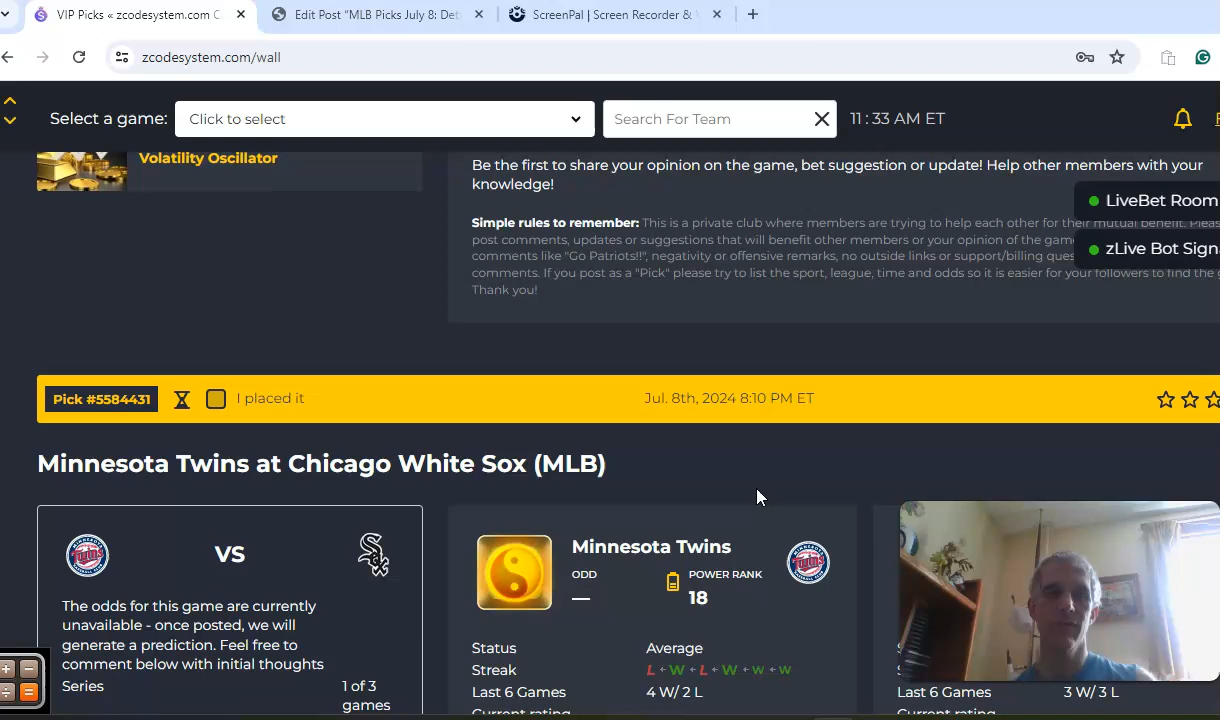 VIP Picks « zcodesystem.com C
Edit Post “MLB Picks July 8: Det
ScreenPal | Screen Recorder &
zcodesystem.com/wall
Select a game:
Click to select
Search For Team
11 : 33 AM ET
Volatility Oscillator
Be the first to share your opinion on the game, bet suggestion or update! Help other members with your
knowledge!
LiveBet Room
Simple rules to remember: This is a private club where members are trying to help each other for their mutual benefit. Pleas
post comments, updates or suggestions that will benefit other members or your opinion of the gam
zLive Bot Sign
comments like "Go Patriots!!", negativity or offensive remarks, no outside links or support/billing ques
comments. If you post as a "Pick" please try to list the sport, league, time and odds so it is easier for your followers to find the g
Thank you!
Pick #5584431
I placed it
Jul. 8th, 2024 8:10 PM ET
Minnesota Twins at Chicago White Sox (MLB)
VS
Minnesota Twins
ODD
—
POWER RANK
18
The odds for this game are currently
unavailable - once posted, we will
generate a prediction. Feel free to
comment below with initial thoughts
Series
1 of 3
games
Status
Average
Streak
L W L W W W
Last 6 Games
4 W/ 2 L
Last 6 Games
3 W/ 3 L
Current rating
Current rating